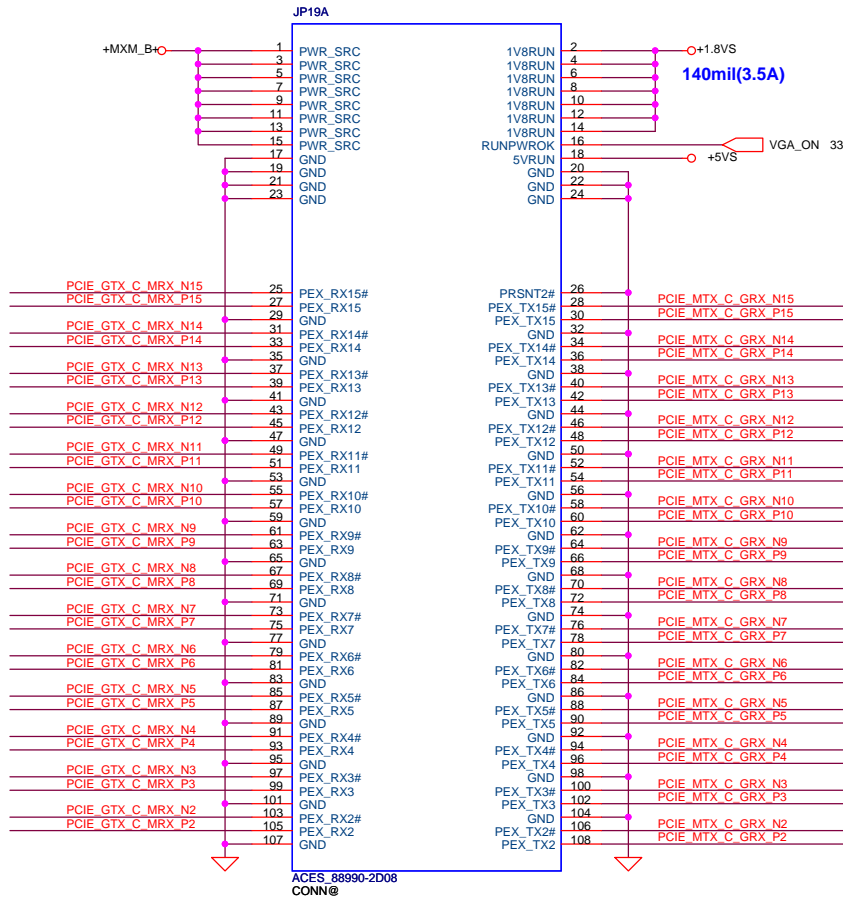 JP19A
+MXM_B+ 1 PWR_SRC 1V8RUN 2 +1.8VS
3 PWR_SRC 1V8RUN 4
5 PWR_SRC 1V8RUN 6 140mil(3.5A)
7 PWR_SRC 1V8RUN 8
9 PWR_SRC 1V8RUN 10
11 PWR_SRC 1V8RUN 12
13 PWR_SRC 1V8RUN 14
15 PWR_SRC RUNPWROK 16 VGA_ON 33
17 GND 5VRUN 18 +5VS
19 GND GND 20
21 GND GND 22
23 GND GND 24
PCIE_GTX_C_MRX_N15 25 PEX_RX15# PRSNT2# 26
PCIE_GTX_C_MRX_P15 27 PEX_RX15 PEX_TX15# 28 PCIE_MTX_C_GRX_N15
29 GND PEX_TX15 30 PCIE_MTX_C_GRX_P15
PCIE_GTX_C_MRX_N14 31 PEX_RX14# GND 32
PCIE_GTX_C_MRX_P14 33 PEX_RX14 PEX_TX14# 34 PCIE_MTX_C_GRX_N14
35 GND PEX_TX14 36 PCIE_MTX_C_GRX_P14
PCIE_GTX_C_MRX_N13 37 PEX_RX13# GND 38
PCIE_GTX_C_MRX_P13 39 PEX_RX13 PEX_TX13# 40 PCIE_MTX_C_GRX_N13
41 GND PEX_TX13 42 PCIE_MTX_C_GRX_P13
PCIE_GTX_C_MRX_N12 43 PEX_RX12# GND 44
PCIE_GTX_C_MRX_P12 45 PEX_RX12 PEX_TX12# 46 PCIE_MTX_C_GRX_N12
47 GND PEX_TX12 48 PCIE_MTX_C_GRX_P12
PCIE_GTX_C_MRX_N11 49 PEX_RX11# GND 50
PCIE_GTX_C_MRX_P11 51 PEX_RX11 PEX_TX11# 52 PCIE_MTX_C_GRX_N11
53 GND PEX_TX11 54 PCIE_MTX_C_GRX_P11
PCIE_GTX_C_MRX_N10 55 PEX_RX10# GND 56
PCIE_GTX_C_MRX_P10 57 PEX_RX10 PEX_TX10# 58 PCIE_MTX_C_GRX_N10
59 GND PEX_TX10 60 PCIE_MTX_C_GRX_P10
PCIE_GTX_C_MRX_N9 61 PEX_RX9# GND 62
PCIE_GTX_C_MRX_P9 63 PEX_RX9 PEX_TX9# 64 PCIE_MTX_C_GRX_N9
65 GND PEX_TX9 66 PCIE_MTX_C_GRX_P9
PCIE_GTX_C_MRX_N8 67 PEX_RX8# GND 68
PCIE_GTX_C_MRX_P8 69 PEX_RX8 PEX_TX8# 70 PCIE_MTX_C_GRX_N8
71 GND PEX_TX8 72 PCIE_MTX_C_GRX_P8
PCIE_GTX_C_MRX_N7 73 PEX_RX7# GND 74
PCIE_GTX_C_MRX_P7 75 PEX_RX7 PEX_TX7# 76 PCIE_MTX_C_GRX_N7
77 GND PEX_TX7 78 PCIE_MTX_C_GRX_P7
PCIE_GTX_C_MRX_N6 79 PEX_RX6# GND 80
PCIE_GTX_C_MRX_P6 81 PEX_RX6 PEX_TX6# 82 PCIE_MTX_C_GRX_N6
83 GND PEX_TX6 84 PCIE_MTX_C_GRX_P6
PCIE_GTX_C_MRX_N5 85 PEX_RX5# GND 86
PCIE_GTX_C_MRX_P5 87 PEX_RX5 PEX_TX5# 88 PCIE_MTX_C_GRX_N5
89 GND PEX_TX5 90 PCIE_MTX_C_GRX_P5
PCIE_GTX_C_MRX_N4 91 PEX_RX4# GND 92
PCIE_GTX_C_MRX_P4 93 PEX_RX4 PEX_TX4# 94 PCIE_MTX_C_GRX_N4
95 GND PEX_TX4 96 PCIE_MTX_C_GRX_P4
PCIE_GTX_C_MRX_N3 97 PEX_RX3# GND 98
PCIE_GTX_C_MRX_P3 99 PEX_RX3 PEX_TX3# 100 PCIE_MTX_C_GRX_N3
101 GND PEX_TX3 102 PCIE_MTX_C_GRX_P3
PCIE_GTX_C_MRX_N2 103 PEX_RX2# GND 104
PCIE_GTX_C_MRX_P2 105 PEX_RX2 PEX_TX2# 106 PCIE_MTX_C_GRX_N2
107 GND PEX_TX2 108 PCIE_MTX_C_GRX_P2
ACES_88990-2D08
CONN@